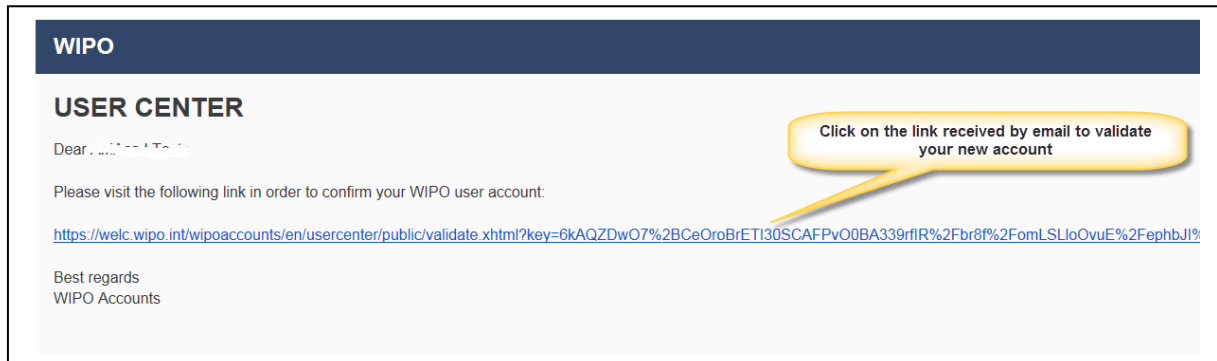 WIPO
USER CENTER
Click on the link received by email to validate
your new account
Dear
Please visit the following link in order to confirm your WIPO user account:
https://welc.wipo.int/wipoaccounts/en/usercenter/public/validate.xhtml?key=6kAQZDwO7%2BCeOroBrETI30SCAFPvO0BA339rfIR%2Fbr8f%2FomLSLloOvuE%2FephbJI%
Best regards
WIPO Accounts